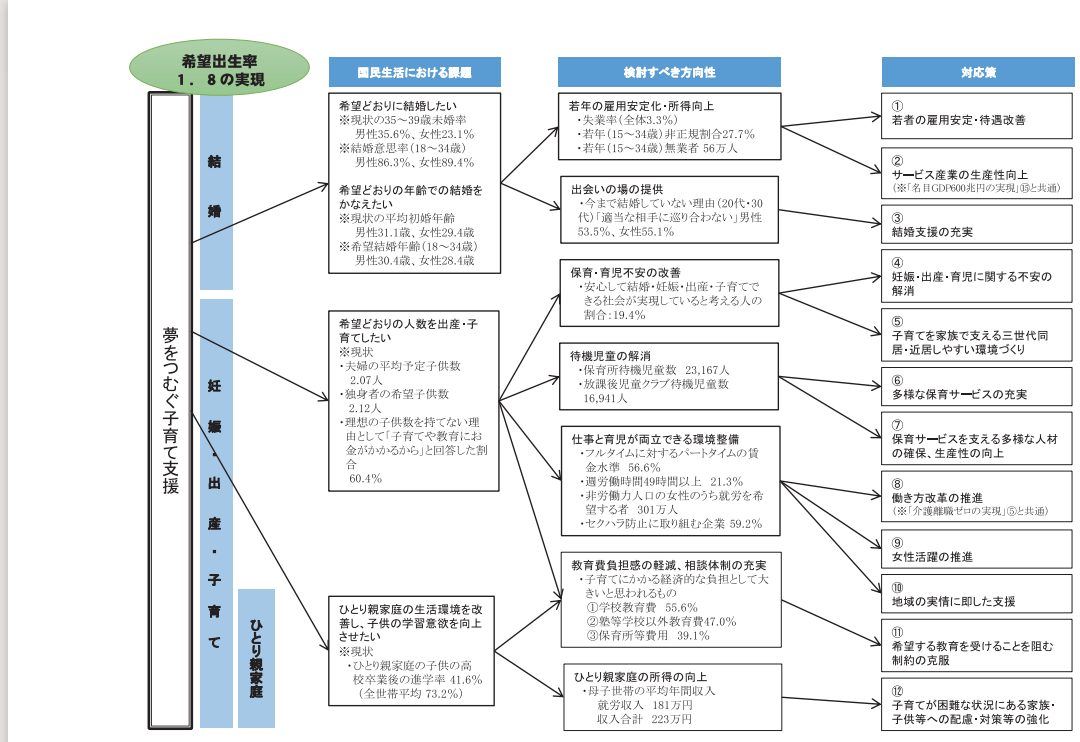 希望出生率
１．８の実現
国民生活における課題
検討すべき方向性
対応策
夢をつむぐ子育て支援
結婚
妊娠・出産・子育て
ひとり親家庭
希望どおりに結婚したい
※現状の35～39歳未婚率
男性35.6%、女性23.1%
※結婚意思率(18～34歳)
男性86.3%、女性89.4%
希望どおりの年齢での結婚を
かなえたい
※現状の平均初婚年齢
男性31.1歳、女性29.4歳
※希望結婚年齢(18～34歳)
男性30.4歳、女性28.4歳
希望どおりの人数を出産・子
育てしたい
※現状
・夫婦の平均予定子供数
2.07人
・独身者の希望子供数
2.12人
・理想の子供数を持てない理
由として「子育てや教育にお
金がかかるから」と回答した割
合
60.4%
ひとり親家庭の生活環境を改
善し、子供の学習意欲を向上
させたい
※現状
・ひとり親家庭の子供の高
校卒業後の進学率 41.6%
(全世帯平均 73.2%)
若年の雇用安定化・所得向上
・失業率(全体3.3%)
・若年(15～34歳)非正規割合27.7%
・若年(15～34歳)無業者 56万人
出会いの場の提供
・今まで結婚していない理由(20代・30
代)「適当な相手に巡り合わない」男性
53.5%、女性55.1%
保育・育児不安の改善
・安心して結婚・妊娠・出産・子育てで
きる社会が実現していると考える人の
割合:19.4%
待機児童の解消
・保育所待機児童数 23,167人
・放課後児童クラブ待機児童数
16,941人
仕事と育児が両立できる環境整備
・フルタイムに対するパートタイムの賃
金水準 56.6%
・週労働時間49時間以上 21.3%
・非労働力人口の女性のうち就労を希
望する者 301万人
・セクハラ防止に取り組む企業 59.2%
教育費負担感の軽減、相談体制の充実
・子育てにかかる経済的な負担として大
きいと思われるもの
①学校教育費 55.6%
②塾等学校以外教育費47.0%
③保育所等費用 39.1%
ひとり親家庭の所得の向上
・母子世帯の平均年間収入
就労収入 181万円
収入合計 223万円
①
若者の雇用安定・待遇改善
②
サービス産業の生産性向上
(※「名目GDP600兆円の実現」⑮と共通)
③
結婚支援の充実
④
妊娠・出産・育児に関する不安の
解消
⑤
子育てを家族で支える三世代同
居・近居しやすい環境づくり
⑥
多様な保育サービスの充実
⑦
保育サービスを支える多様な人材
の確保、生産性の向上
⑧
働き方改革の推進
(※「介護離職ゼロの実現」⑤と共通)
⑨
女性活躍の推進
⑩
地域の実情に即した支援
⑪
希望する教育を受けることを阻む
制約の克服
⑫
子育てが困難な状況にある家族・
子供等への配慮・対策等の強化